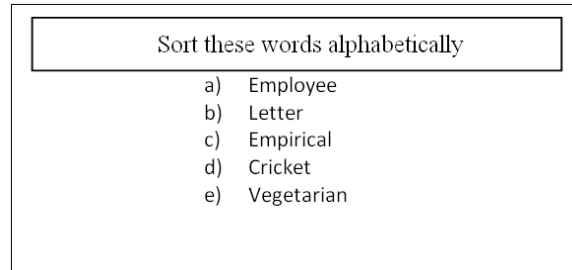 Sort these words alphabetically
a) Employee
b) Letter
c) Empirical
d) Cricket
e) Vegetarian